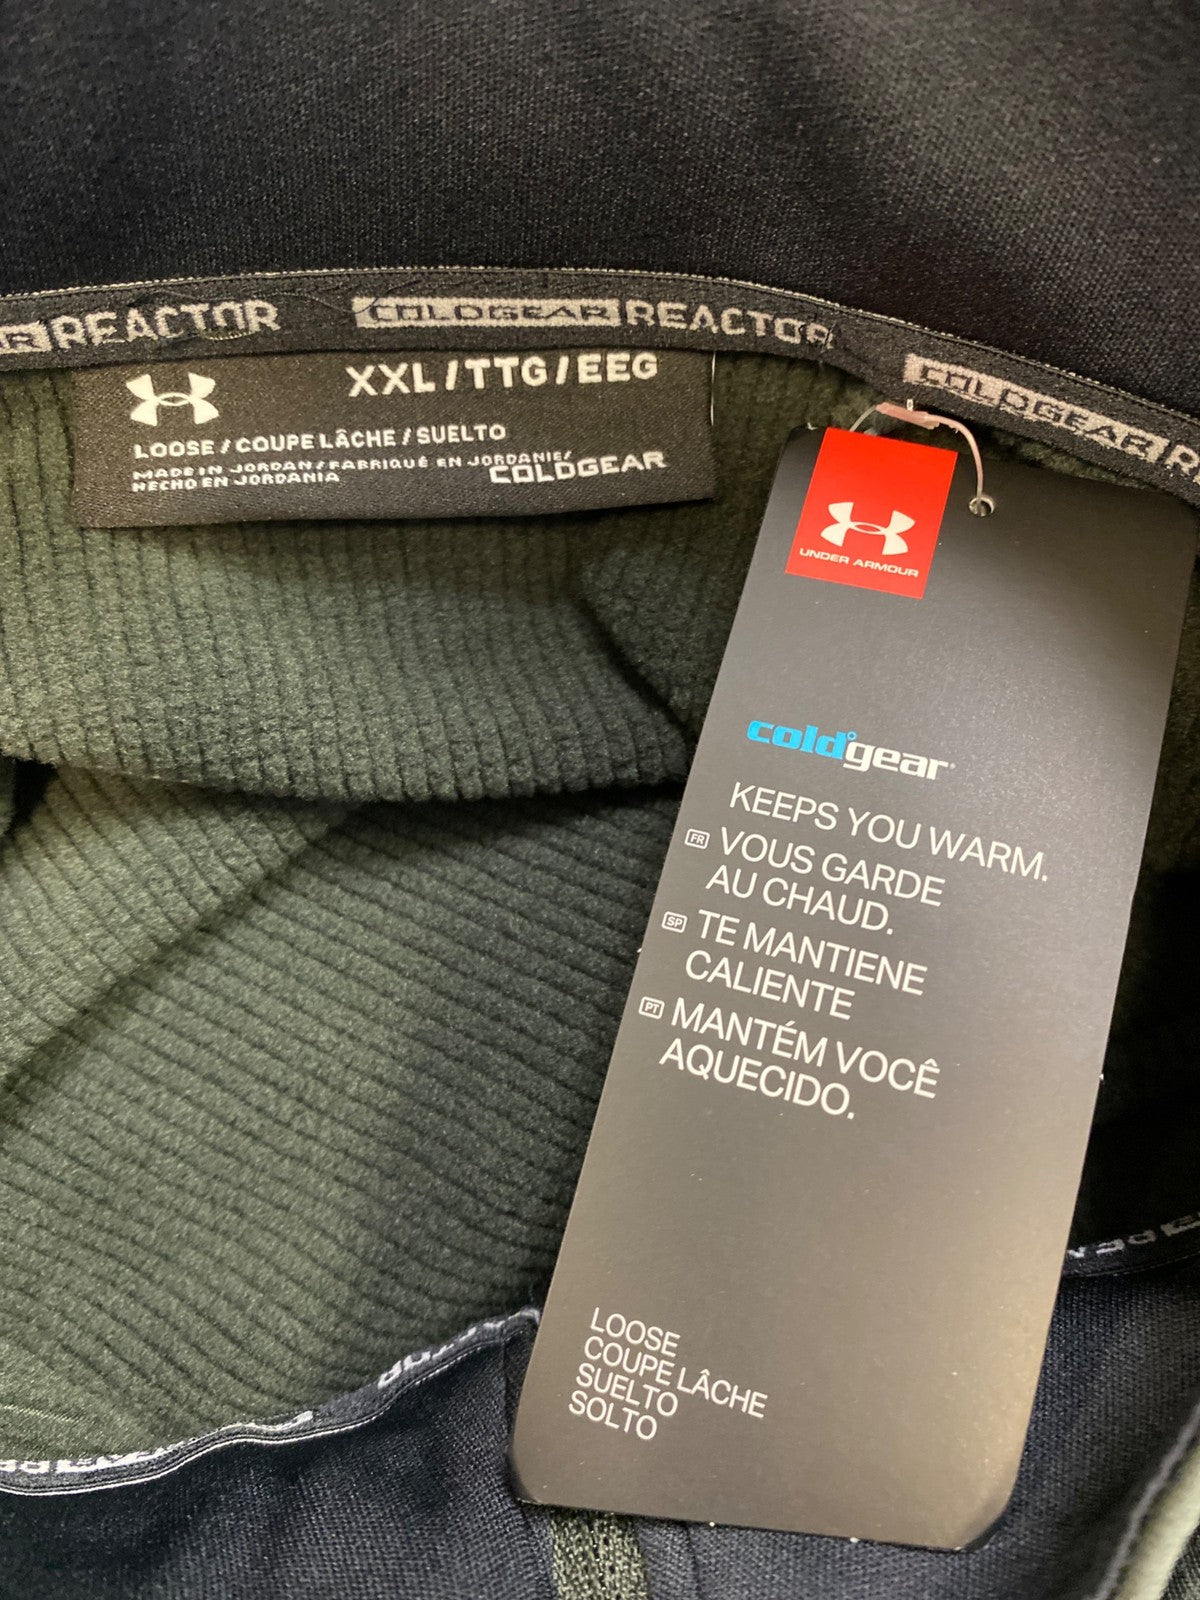 R REACTOR COLDGEAR REACTOR COLDGEAR R
XXL/TTG/EEG
LOOSE / COUPE LÂCHE / SUELTO
MADE IN JORDAN / FABRIQUÉ EN JORDANIE/
HECHO EN JORDANIA
COLDGEAR
UNDER ARMOUR
coldgear®
KEEPS YOU WARM.
FR VOUS GARDE
AU CHAUD.
SP TE MANTIENE
CALIENTE
PT MANTÉM VOCÊ
AQUECIDO.
LOOSE
COUPE LÂCHE
SUELTO
SOLTO